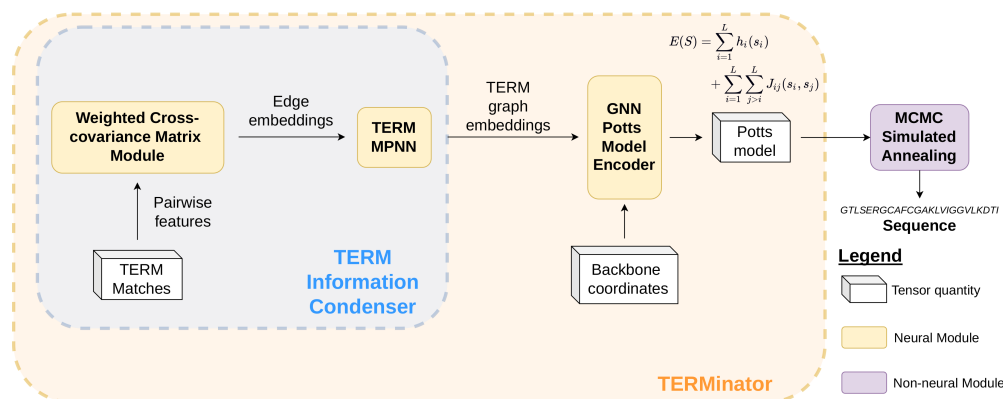 Weighted Cross-
covariance Matrix
Module
Edge
embeddings
TERM
MPNN
Pairwise
features
TERM
Matches
TERM
Information
Condenser
TERM
graph
embeddings
GNN
Potts
Model
Encoder
E(S) = \sum_{i=1}^{L} h_i(s_i)
+ \sum_{i=1}^{L} \sum_{j>i}^{L} J_{ij}(s_i, s_j)
Potts
model
Backbone
coordinates
TERMinator
MCMC
Simulated
Annealing
GTLSERGCAFCGAKLVIGGVLKDTI
Sequence
Legend
Tensor quantity
Neural Module
Non-neural Module